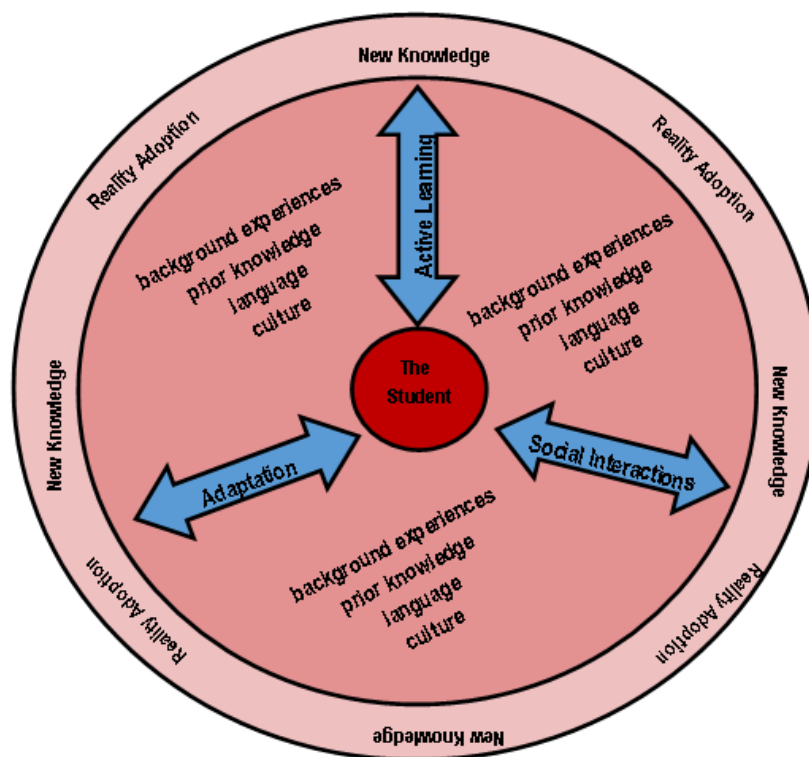 New Knowledge
Reality Adoption
Reality Adoption
background experiences
prior knowledge
language
culture
Active Learning
background experiences
prior knowledge
language
culture
The
Student
New Knowledge
New Knowledge
Adaptation
Social Interactions
background experiences
prior knowledge
language
culture
Reality Adoption
Reality Adoption
New Knowledge